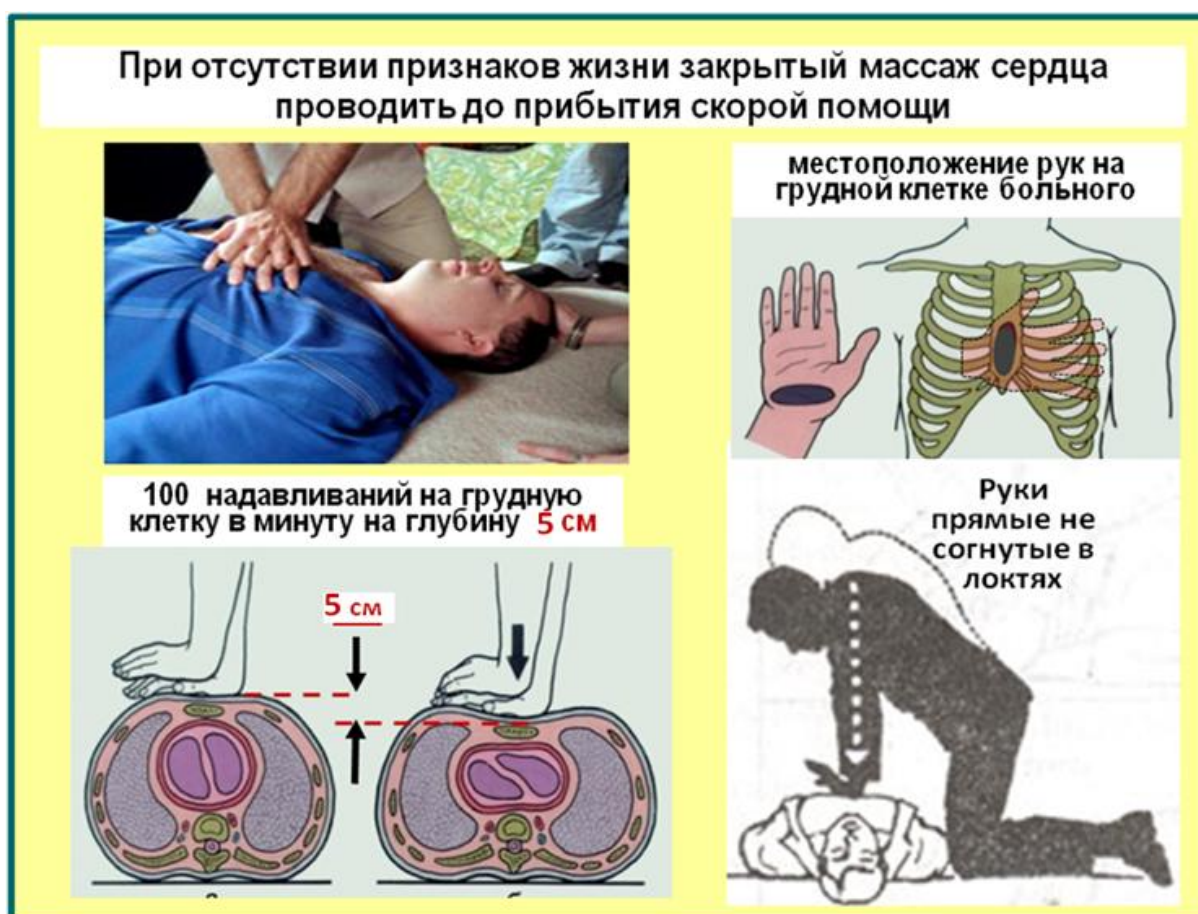 При отсутствии признаков жизни закрытый массаж сердца
проводить до прибытия скорой помощи
местоположение рук на
грудной клетке больного
100 надавливаний на грудную
клетку в минуту на глубину 5 см
5 см
Руки
прямые не
согнутые в
локтях